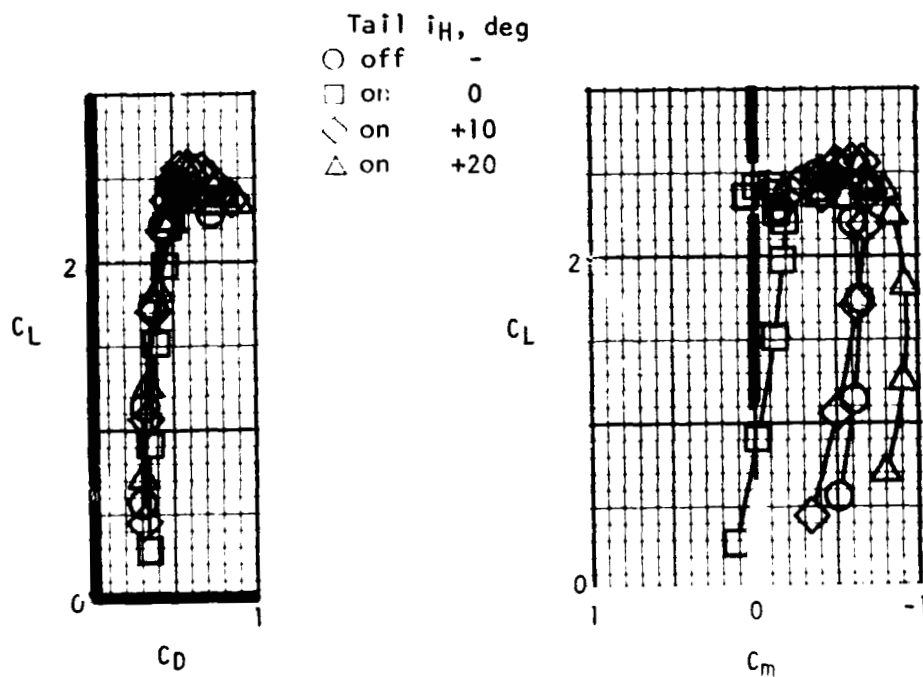 Tail iH, deg
off -
on 0
on +10
on +20
2
CL
0
1
CD
2
CL
0
1
0
-1
Cm